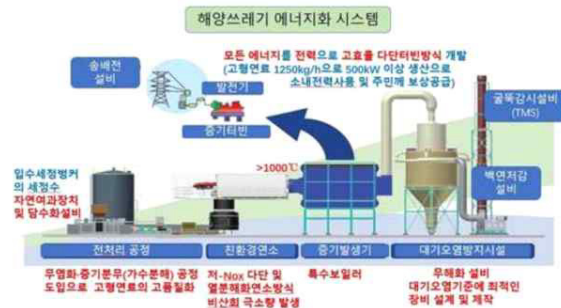 해양쓰레기 에너지화 시스템
모든 에너지를 전력으로 고효율 다단터빈방식 개발
(고형연료 1250kg/h으로 500kW 이상 생산으로
소내전력사용 및 주민께 보상공급)
송배전
설비
발전기
증기터빈
굴뚝감시설비
(TMS)
백연저감
설비
>1000℃
입수세정벙커
의 세정수
자연여과장치
및 담수화설비
전처리 공정
친환경연소
증기발생기
대기오염방지시설
무염화·증기분무(가수분해) 공정
도입으로 고형연료의 고품질화
저-Nox 다단 및
열분해화연소방식
비산회 극소량 발생
특수보일러
무해화 설비
대기오염기준에 최적인
장비 설계 및 제작